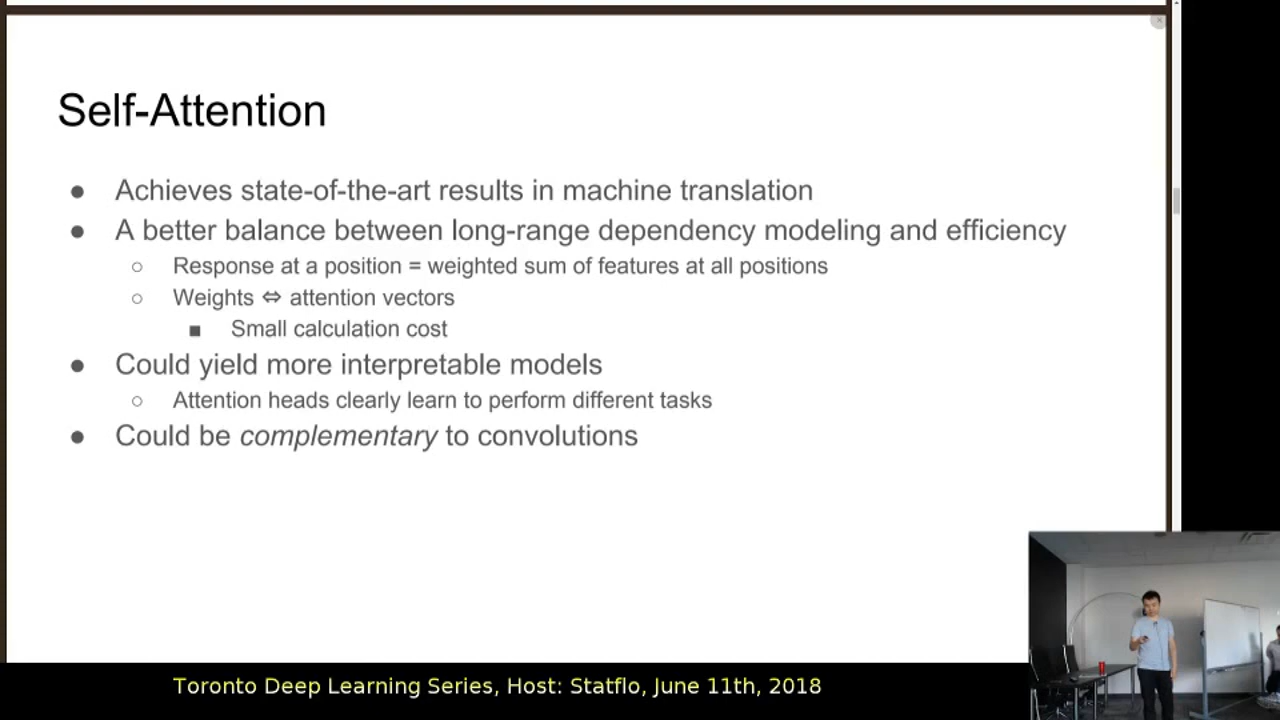 Self-Attention
● Achieves state-of-the-art results in machine translation
● A better balance between long-range dependency modeling and efficiency
○ Response at a position = weighted sum of features at all positions
○ Weights ⇔ attention vectors
■ Small calculation cost
● Could yield more interpretable models
○ Attention heads clearly learn to perform different tasks
● Could be complementary to convolutions
Toronto Deep Learning Series, Host: Statflo, June 11th, 2018